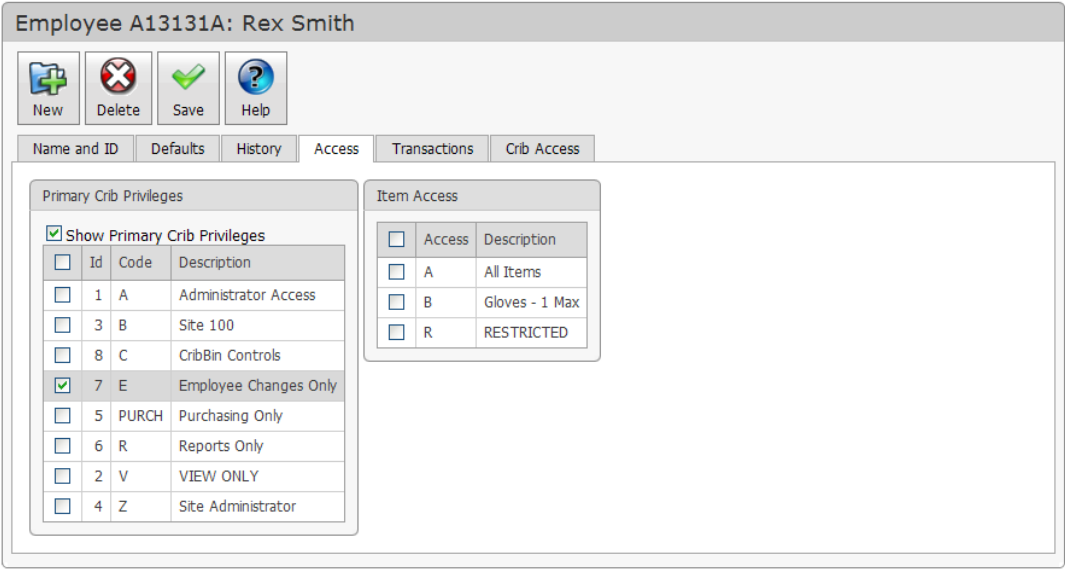 Employee A13131A: Rex Smith
New Delete Save Help
Name and ID Defaults History Access Transactions Crib Access
Primary Crib Privileges
Show Primary Crib Privileges
Id Code Description
1 A Administrator Access
3 B Site 100
8 C CribBin Controls
7 E Employee Changes Only
5 PURCH Purchasing Only
6 R Reports Only
2 V VIEW ONLY
4 Z Site Administrator
Item Access
Access Description
A All Items
B Gloves - 1 Max
R RESTRICTED